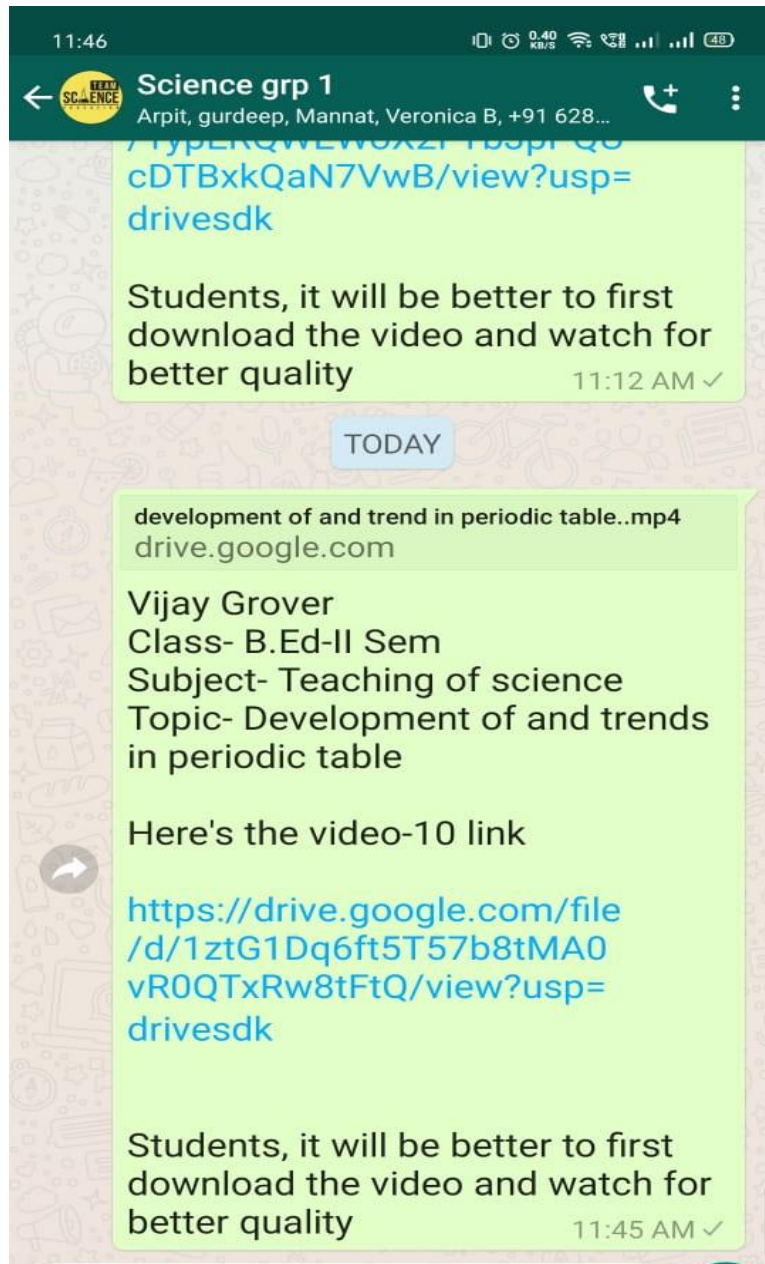 11:46
0.40 KB/S
48
TEAM
SCIENCE
Science grp 1
Arpit, gurdeep, Mannat, Veronica B, +91 628...
cDTBxkQaN7VwB/view?usp=
drivesdk
Students, it will be better to first
download the video and watch for
better quality
11:12 AM
TODAY
development of and trend in periodic table..mp4
drive.google.com
Vijay Grover
Class- B.Ed-II Sem
Subject- Teaching of science
Topic- Development of and trends
in periodic table
Here's the video-10 link
https://drive.google.com/file
/d/1ztG1Dq6ft5T57b8tMA0
vR0QTxRw8tFtQ/view?usp=
drivesdk
Students, it will be better to first
download the video and watch for
better quality
11:45 AM